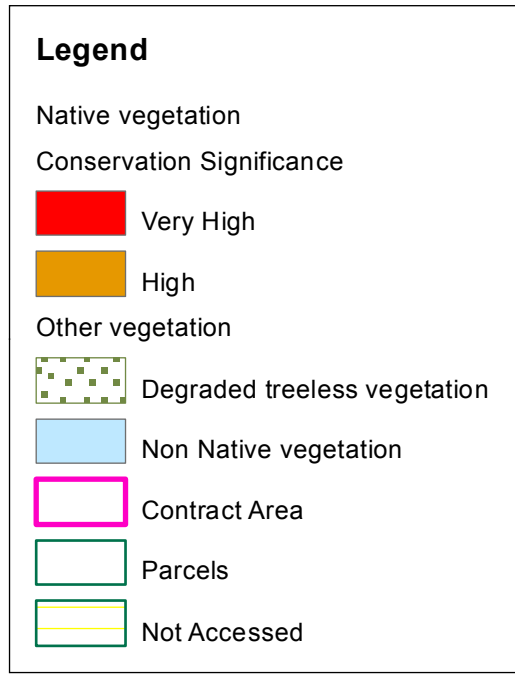 Legend
Native vegetation
Conservation Significance
Very High
High
Other vegetation
Degraded treeless vegetation
Non Native vegetation
Contract Area
Parcels
Not Accessed